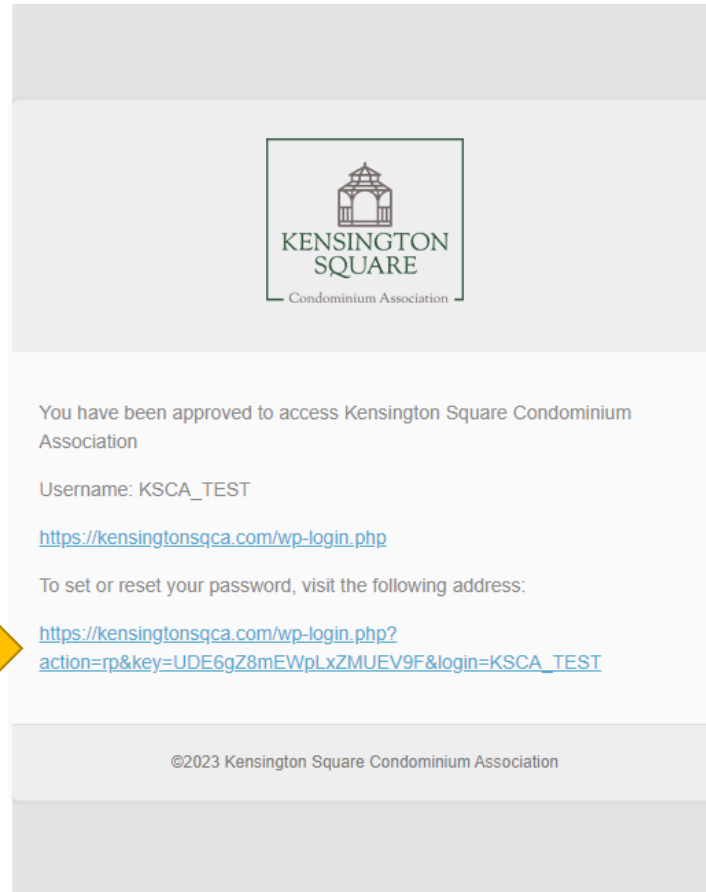 KENSINGTON
SQUARE
Condominium Association
You have been approved to access Kensington Square Condominium
Association
Username: KSCA_TEST
https://kensingtonsqca.com/wp-login.php
To set or reset your password, visit the following address:
https://kensingtonsqca.com/wp-login.php?
action=rp&key=UDE6gZ8mEWpLxZMUEV9F&login=KSCA_TEST
©2023 Kensington Square Condominium Association